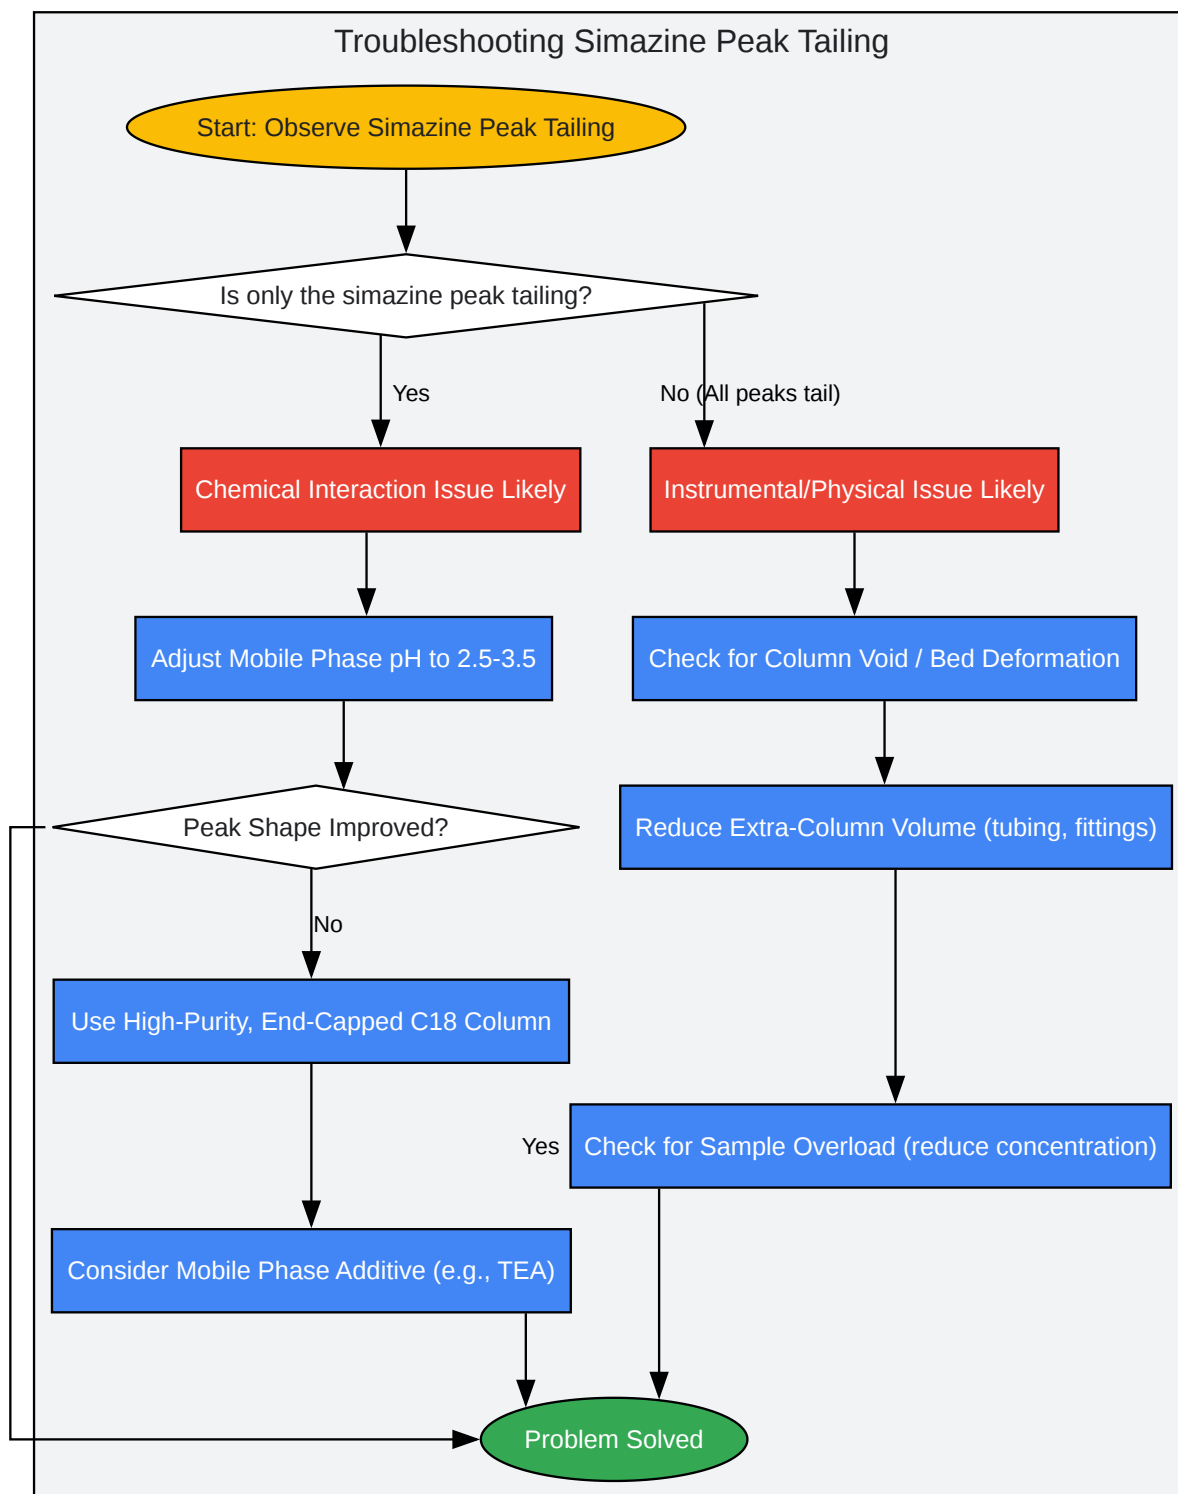 Troubleshooting Simazine Peak Tailing
Start: Observe Simazine Peak Tailing
Is only the simazine peak tailing?
Yes
No (All peaks tail)
Chemical Interaction Issue Likely
Instrumental/Physical Issue Likely
Adjust Mobile Phase pH to 2.5-3.5
Check for Column Void / Bed Deformation
Peak Shape Improved?
Reduce Extra-Column Volume (tubing, fittings)
No
Use High-Purity, End-Capped C18 Column
Yes
Check for Sample Overload (reduce concentration)
Consider Mobile Phase Additive (e.g., TEA)
Problem Solved